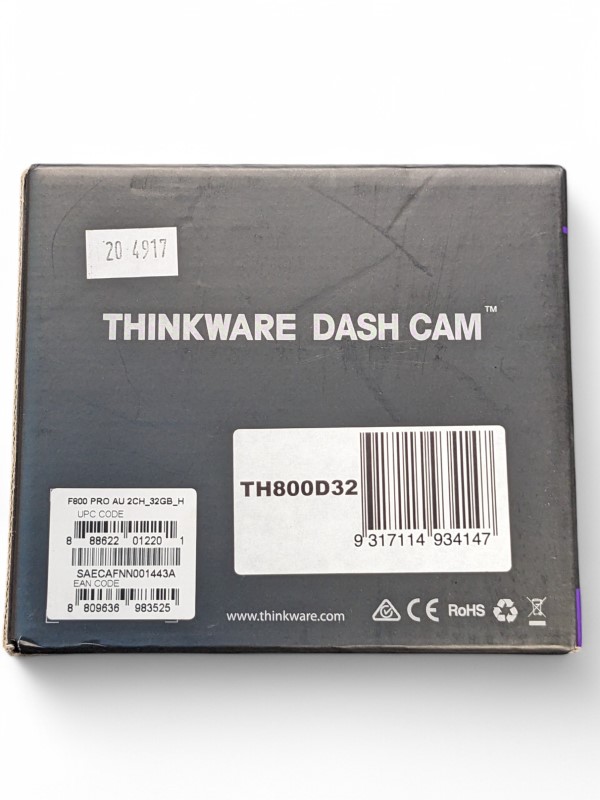 20 4917
THINKWARE DASH CAM™
TH800D32
9 317114 934147
F800 PRO AU 2CH_32GB_H
UPC CODE
8 88622 01220 1
SAECAFNN001443A
EAN CODE
8 809636 983525
www.thinkware.com
CE RoHS